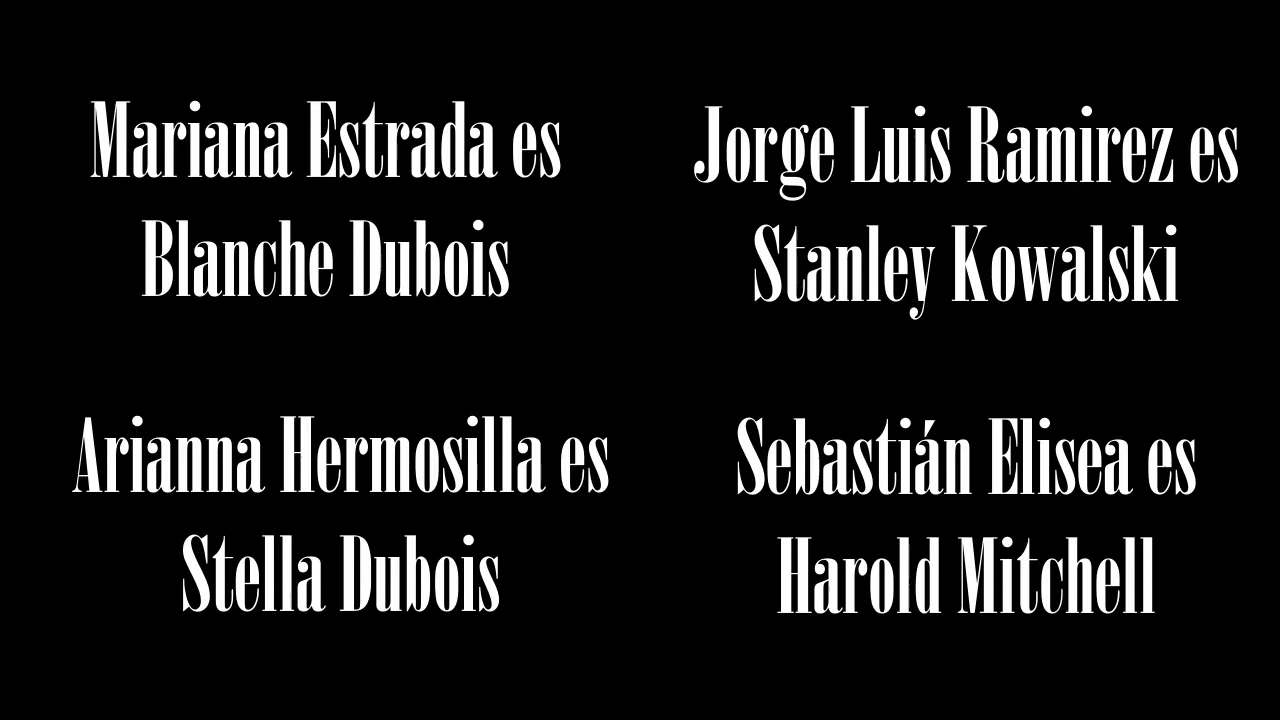 Mariana Estrada es
Blanche Dubois
Jorge Luis Ramirez es
Stanley Kowalski
Arianna Hermosilla es
Stella Dubois
Sebastián Elisea es
Harold Mitchell